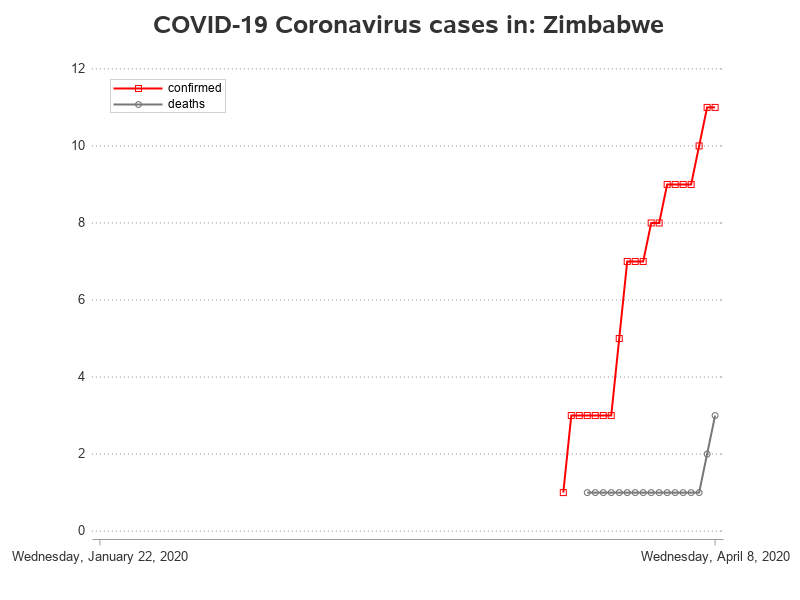 COVID-19 Coronavirus cases in: Zimbabwe
12
confirmed
deaths
10
8
6
4
2
0
Wednesday, January 22, 2020
Wednesday, April 8, 2020